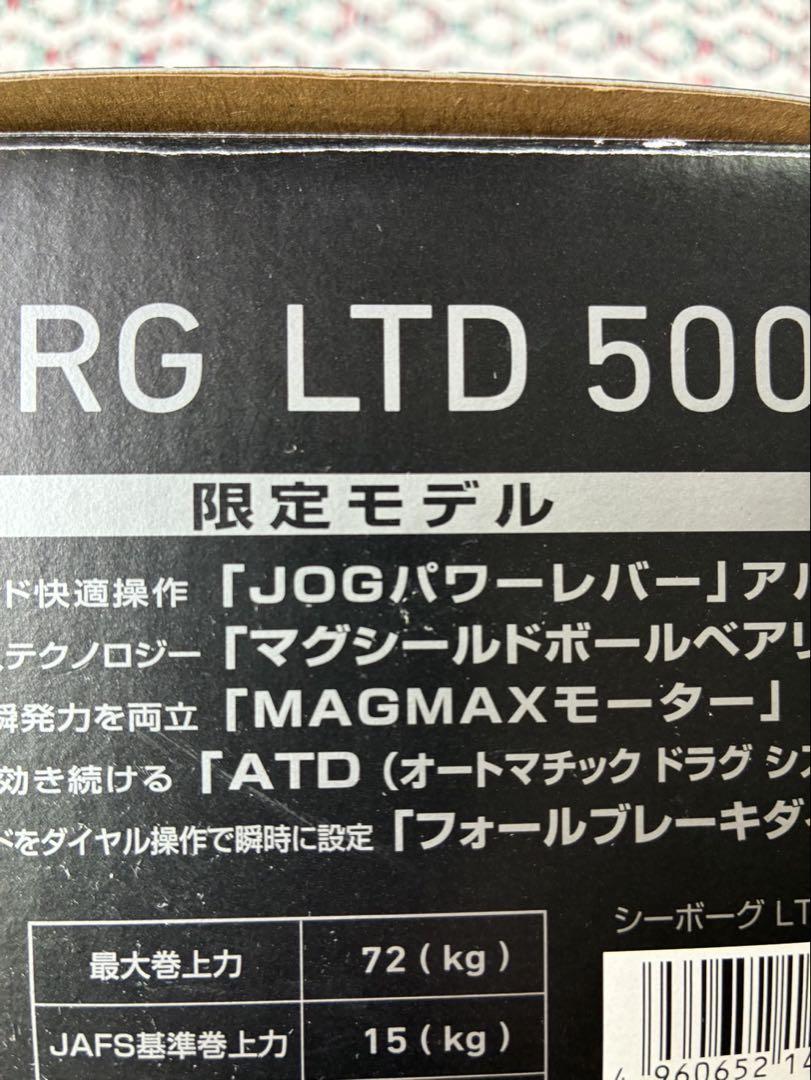 RG LTD 500
限定モデル
ド快適操作「JOGパワーレバー」アル
テクノロジー「マグシールドボールベアリ
瞬発力を両立「MAGMAXモーター」
効き続ける「ATD(オートマチック ドラグ シス
ドをダイヤル操作で瞬時に設定「フォールブレーキダイ
シーボーグ LT
最大巻上力 72(kg)
JAFS基準巻上力 15(kg)
4 960652 14